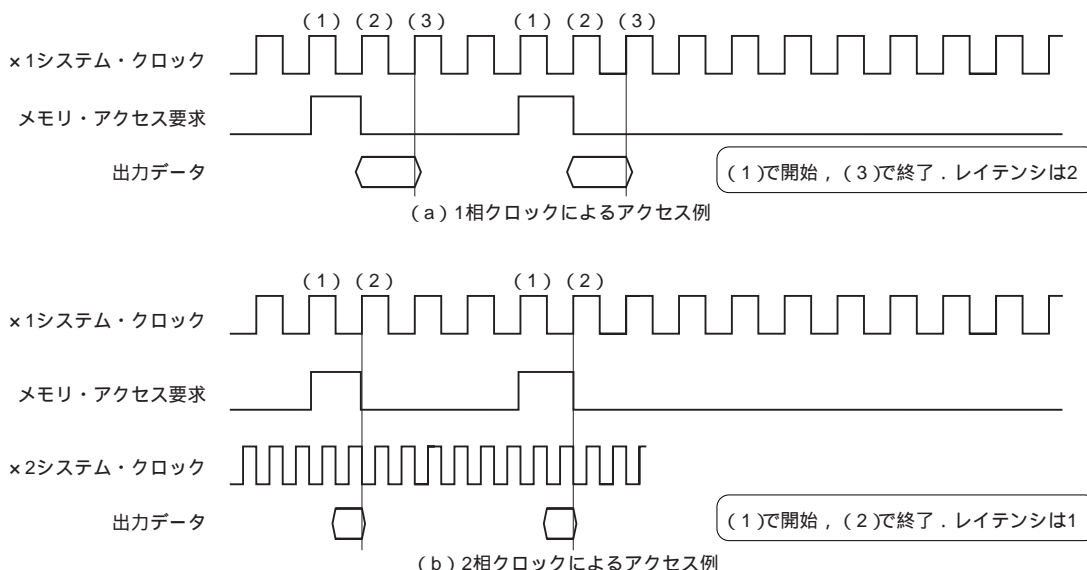 (1)(2)(3) (1)(2)(3)
×1システム・クロック
メモリ・アクセス要求
出力データ
(1)で開始，(3)で終了．レイテンシは2
(a)1相クロックによるアクセス例
(1)(2) (1)(2)
×1システム・クロック
メモリ・アクセス要求
×2システム・クロック
出力データ
(1)で開始，(2)で終了．レイテンシは1
(b)2相クロックによるアクセス例